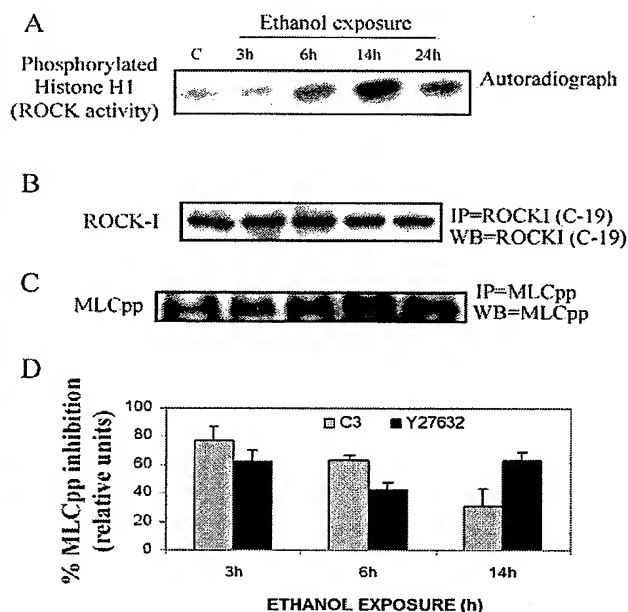 A
Ethanol exposure
C 3h 6h 14h 24h
Phosphorylated
Histone H1
(ROCK activity)
Autoradiograph
B
ROCK-I
IP=ROCKI (C-19)
WB=ROCKI (C-19)
C
MLCpp
IP=MLCpp
WB=MLCpp
D
% MLCpp inhibition
(relative units)
100
80
60
40
20
0
C3 Y27632
3h 6h 14h
ETHANOL EXPOSURE (h)